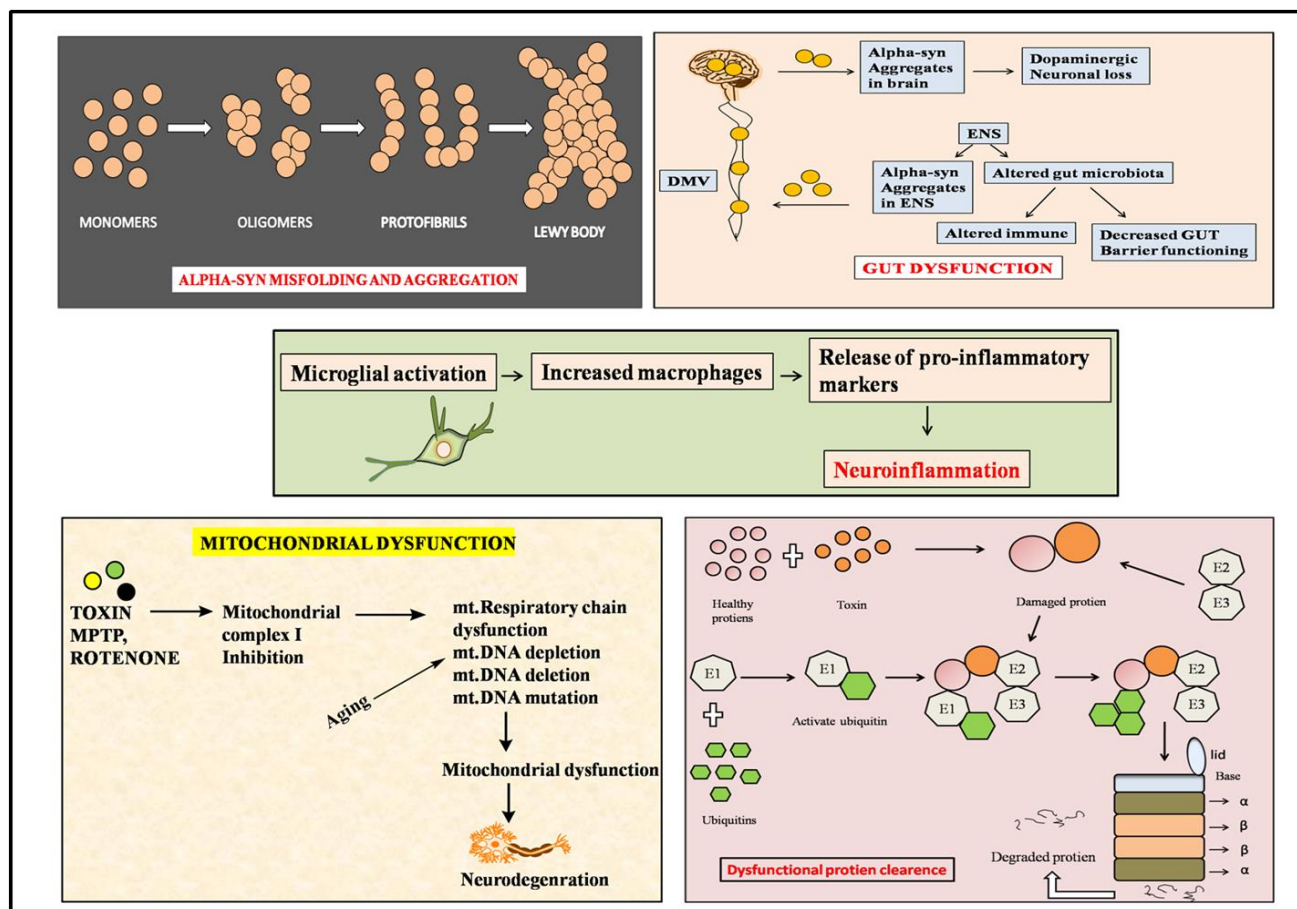 MONOMERS
OLIGOMERS
PROTOFIBRILS
LEWY BODY
ALPHA-SYN MISFOLDING AND AGGREGATION
Alpha-syn
Aggregates
in brain
Dopaminergic
Neuronal loss
ENS
DMV
Alpha-syn
Aggregates
in ENS
Altered gut microbiota
Altered immune
Decreased GUT
Barrier functioning
GUT DYSFUNCTION
Microglial activation
Increased macrophages
Release of pro-inflammatory
markers
Neuroinflammation
MITOCHONDRIAL DYSFUNCTION
TOXIN
MPTP,
ROTENONE
Mitochondrial
complex I
Inhibition
mt.Respiratory chain
dysfunction
mt.DNA depletion
mt.DNA deletion
mt.DNA mutation
Aging
Mitochondrial dysfunction
Neurodegenration
Healthy
protiens
Toxin
Damaged protien
E2
E3
E1
E1
Activate ubiquitin
E2
E1
E3
E2
E3
Ubiquitins
lid
Base
α
β
β
α
Degraded protien
Dysfunctional protien clearence